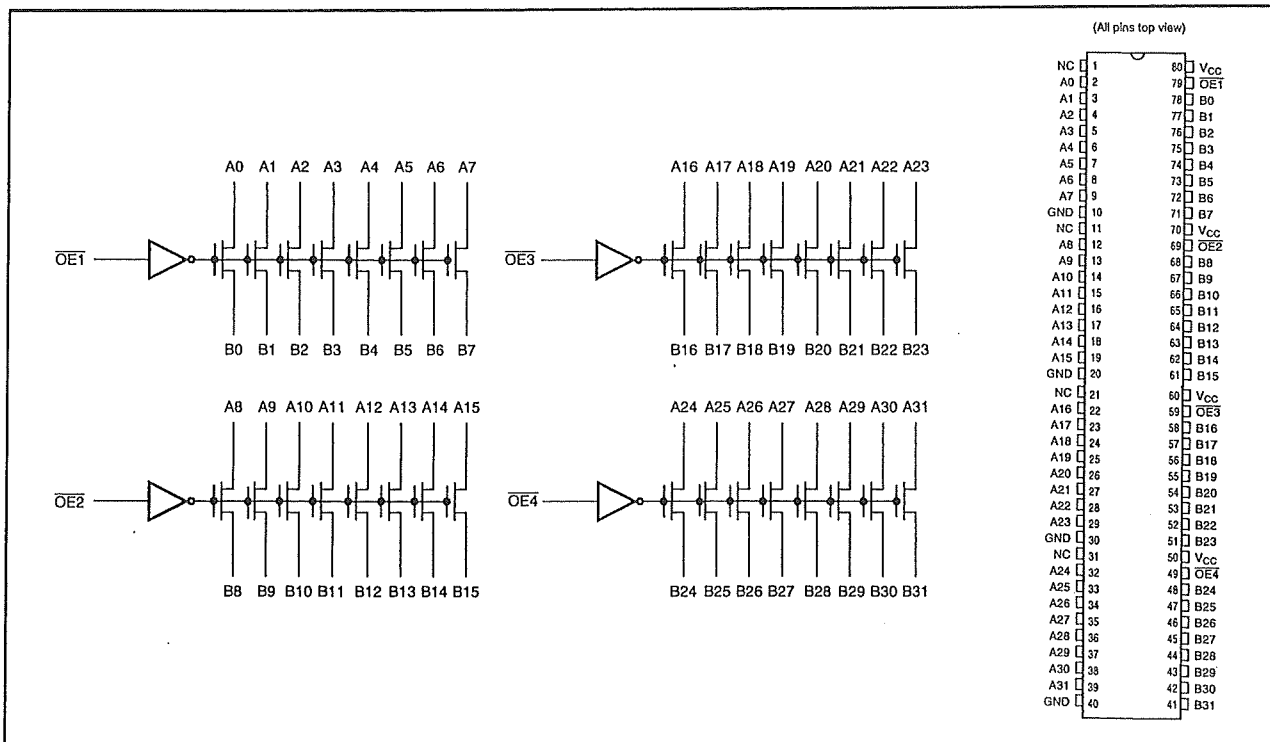 (All pins top view)
A0 A1 A2 A3 A4 A5 A6 A7
OE1
B0 B1 B2 B3 B4 B5 B6 B7
A16 A17 A18 A19 A20 A21 A22 A23
OE3
B16 B17 B18 B19 B20 B21 B22 B23
A8 A9 A10 A11 A12 A13 A14 A15
OE2
B8 B9 B10 B11 B12 B13 B14 B15
A24 A25 A26 A27 A28 A29 A30 A31
OE4
B24 B25 B26 B27 B28 B29 B30 B31
NC 1 80 VCC
A0 2 79 OE1
A1 3 78 B0
A2 4 77 B1
A3 5 76 B2
A4 6 75 B3
A5 7 74 B4
A6 8 73 B5
A7 9 72 B6
GND 10 71 B7
NC 11 70 VCC
A8 12 69 OE2
A9 13 68 B8
A10 14 67 B9
A11 15 66 B10
A12 16 65 B11
A13 17 64 B12
A14 18 63 B13
A15 19 62 B14
GND 20 61 B15
NC 21 60 VCC
A16 22 59 OE3
A17 23 58 B16
A18 24 57 B17
A19 25 56 B18
A20 26 55 B19
A21 27 54 B20
A22 28 53 B21
A23 29 52 B22
GND 30 51 B23
NC 31 50 VCC
A24 32 49 OE4
A25 33 48 B24
A26 34 47 B25
A27 35 46 B26
A28 36 45 B27
A29 37 44 B28
A30 38 43 B29
A31 39 42 B30
GND 40 41 B31